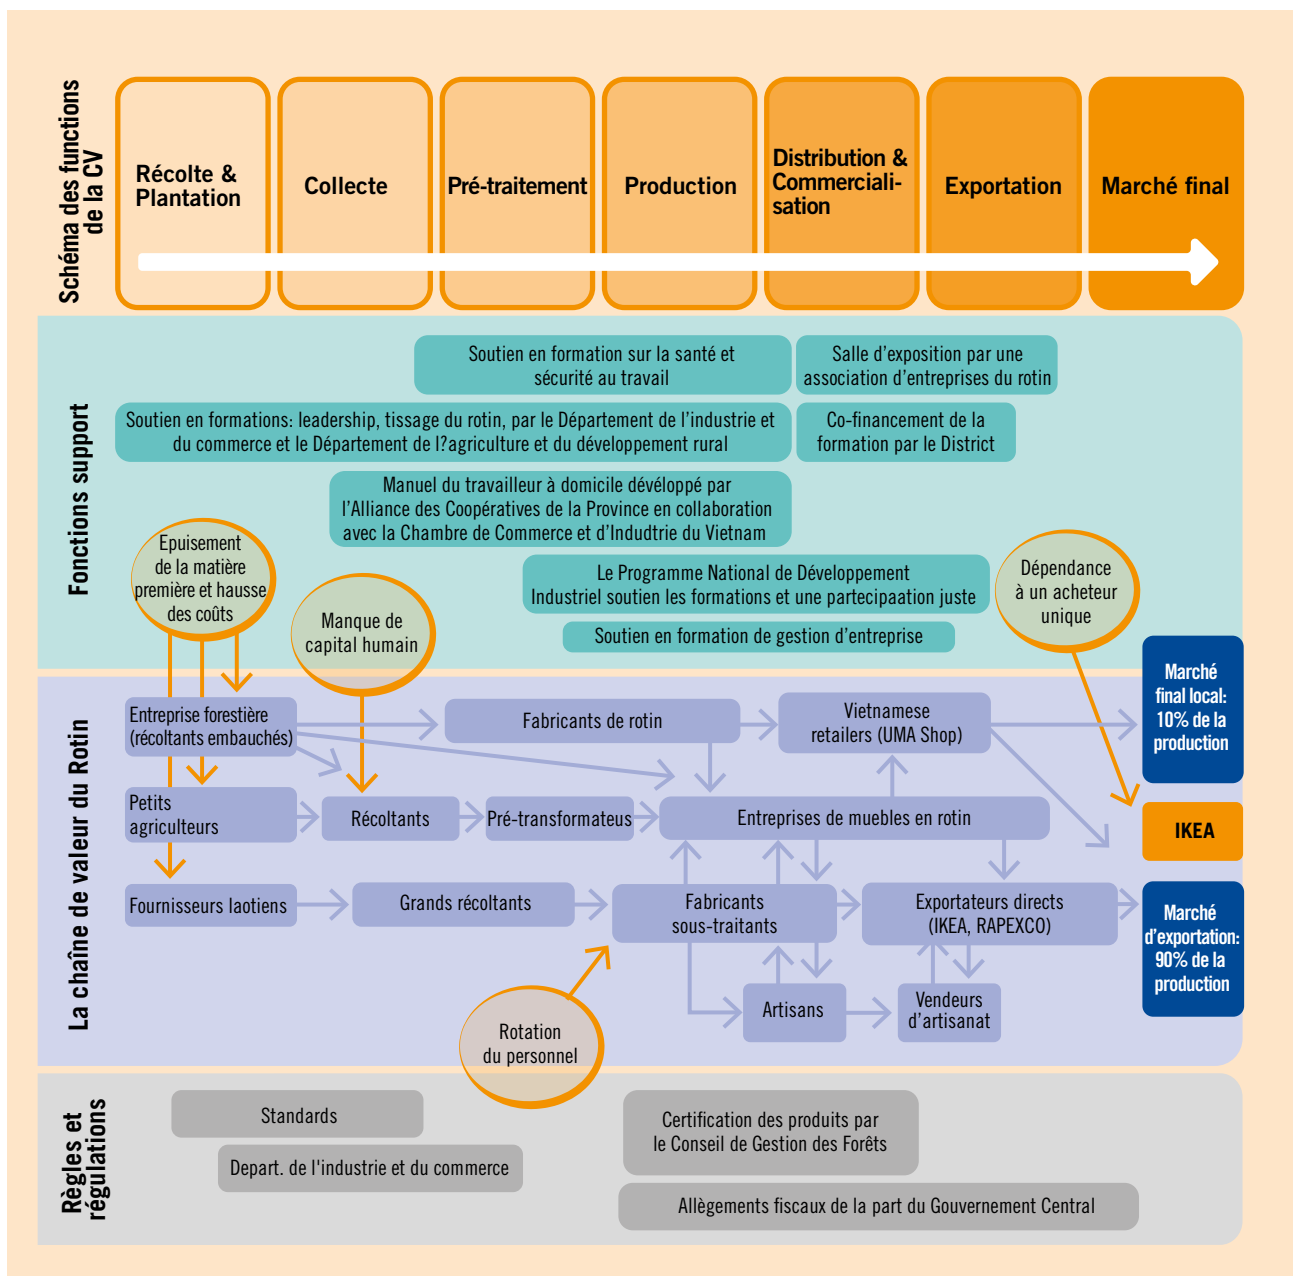 Schéma des functions
de la CV
Récolte &
Plantation
Collecte
Pré-traitement
Production
Distribution &
Commerciali-
sation
Exportation
Marché final
Fonctions support
Soutien en formation sur la santé et
sécurité au travail
Salle d'exposition par une
association d'entreprises du rotin
Soutien en formations: leadership, tissage du rotin, par le Département de l'industrie et
du commerce et le Département de l?agriculture et du développement rural
Co-financement de la
formation par le District
Manuel du travailleur à domicile dévéloppé par
l'Alliance des Coopératives de la Province en collaboration
avec la Chambre de Commerce et d'Indudtrie du Vietnam
Epuisement
de la matière
première et hausse
des coûts
Le Programme National de Développement
Industriel soutien les formations et une partecipaation juste
Dépendance
à un acheteur
unique
Manque de
capital humain
Soutien en formation de gestion d'entreprise
La chaîne de valeur du Rotin
Marché
final local:
10% de la
production
Entreprise forestière
(récoltants embauchés)
Fabricants de rotin
Vietnamese
retailers (UMA Shop)
Petits
agriculteurs
Récoltants
Pré-transformateus
Entreprises de muebles en rotin
IKEA
Fournisseurs laotiens
Grands récoltants
Fabricants
sous-traitants
Exportateurs directs
(IKEA, RAPEXCO)
Marché
d'exportation:
90% de la
production
Artisans
Vendeurs
d'artisanat
Rotation
du personnel
Règles et
régulations
Standards
Certification des produits par
le Conseil de Gestion des Forêts
Depart. de l'industrie et du commerce
Allègements fiscaux de la part du Gouvernement Central